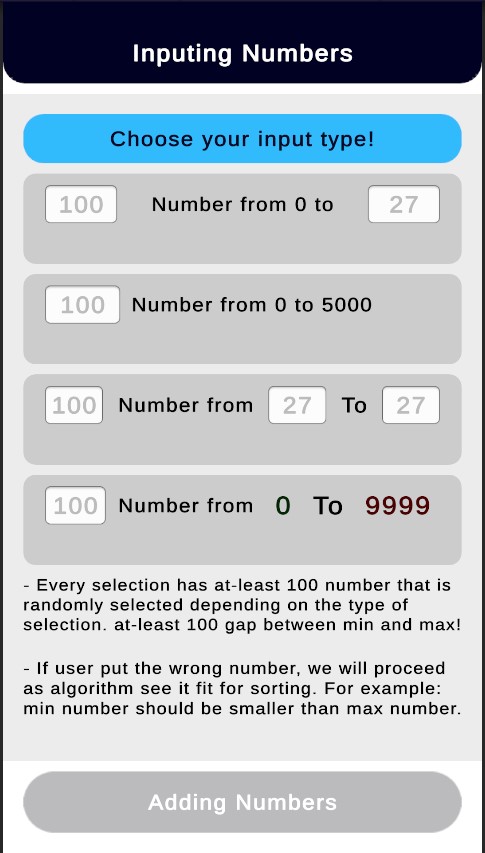 Inputing Numbers
Choose your input type!
100 Number from 0 to 27
100 Number from 0 to 5000
100 Number from 27 To 27
100 Number from 0 To 9999
- Every selection has at-least 100 number that is
randomly selected depending on the type of
selection. at-least 100 gap between min and max!
- If user put the wrong number, we will proceed
as algorithm see it fit for sorting. For example:
min number should be smaller than max number.
Adding Numbers